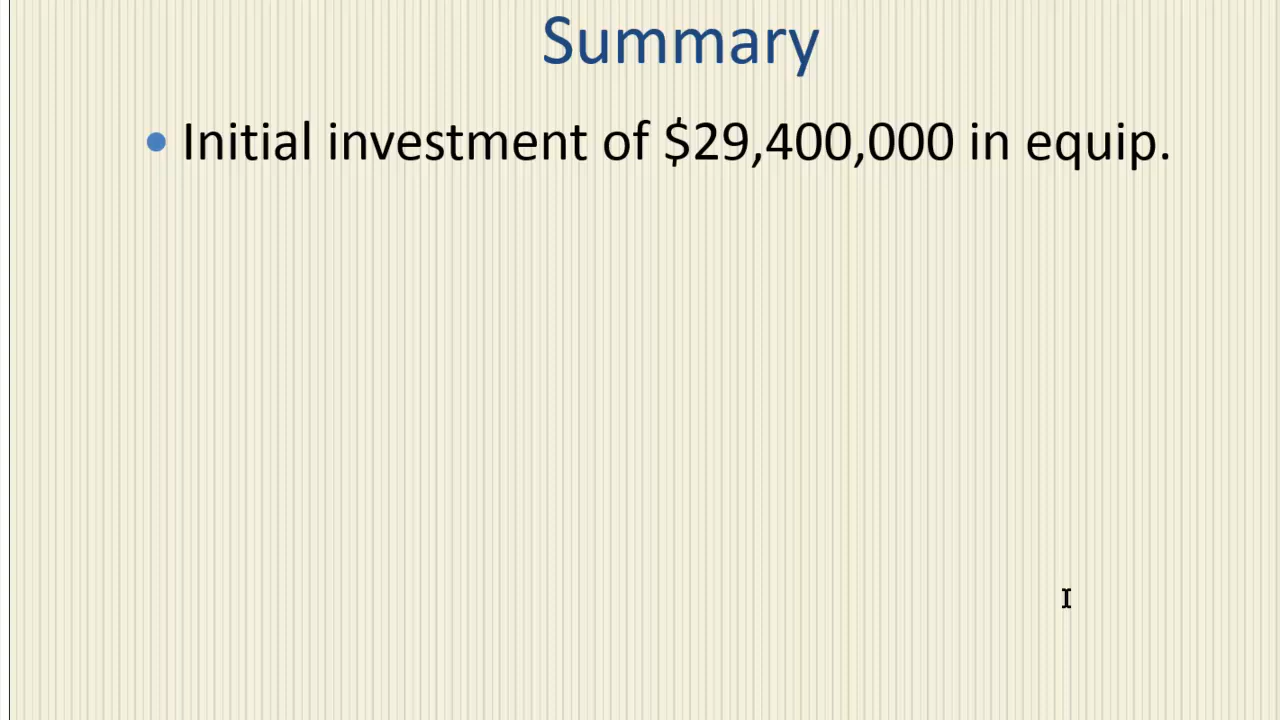 Summary
• Initial investment of $29,400,000 in equip.